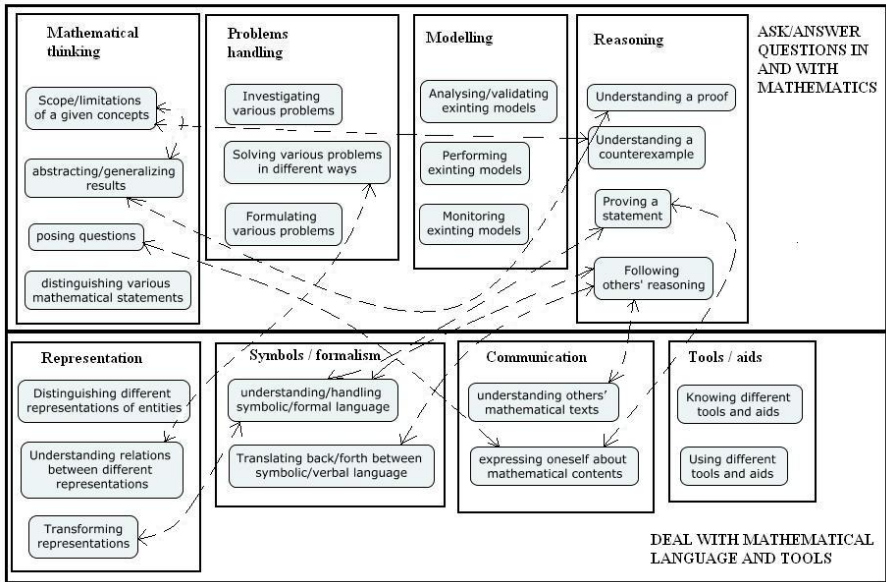 Mathematical
thinking
Scope/limitations
of a given concepts
abstracting/generalizing
results
posing questions
distinguishing various
mathematical statements
Problems
handling
Investigating
various problems
Solving various problems
in different ways
Formulating
various problems
Modelling
Analysing/validating
exinting models
Performing
exinting models
Monitoring
exinting models
Reasoning
Understanding a proof
Understanding a
counterexample
Proving a
statement
Following
others' reasoning
ASK/ANSWER
QUESTIONS IN
AND WITH
MATHEMATICS
Representation
Distinguishing different
representations of entities
Understanding relations
between different
representations
Transforming
representations
Symbols / formalism
understanding/handling
symbolic/formal language
Translating back/forth between
symbolic/verbal language
Communication
understanding others'
mathematical texts
expressing oneself about
mathematical contents
Tools / aids
Knowing different
tools and aids
Using different
tools and aids
DEAL WITH MATHEMATICAL
LANGUAGE AND TOOLS